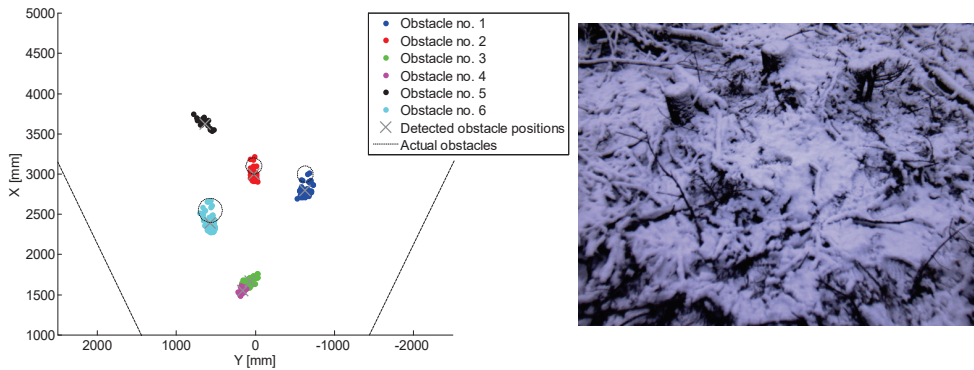 5000
4500
4000
3500
3000
2500
2000
1500
1000
X [mm]
2000
1000
0
-1000
-2000
Y [mm]
Obstacle no. 1
Obstacle no. 2
Obstacle no. 3
Obstacle no. 4
Obstacle no. 5
Obstacle no. 6
Detected obstacle positions
Actual obstacles